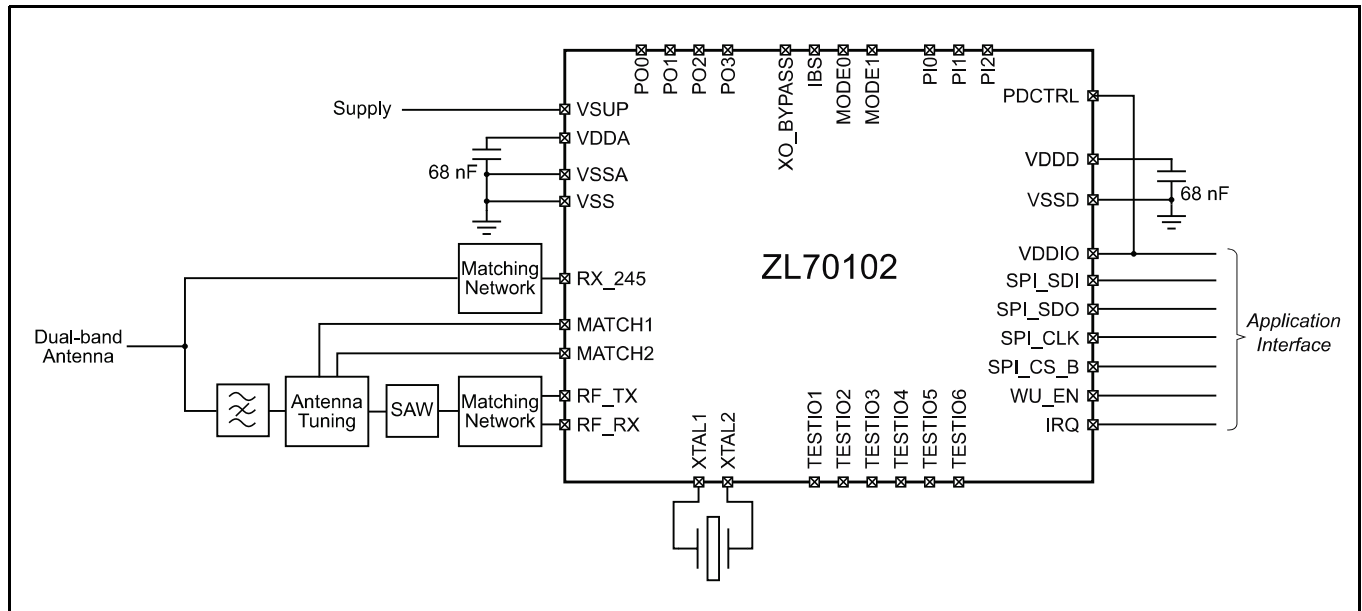 PO0
PO1
PO2
PO3
XO_BYPASS
IBS
MODE0
MODE1
PI0
PI1
PI2
Supply
VSUP
VDDA
68 nF
VSSA
VSS
PDCTRL
VDDD
68 nF
VSSD
ZL70102
Matching
Network
RX_245
Dual-band
Antenna
MATCH1
MATCH2
Antenna
Tuning
SAW
Matching
Network
RF_TX
RF_RX
VDDIO
SPI_SDI
SPI_SDO
SPI_CLK
SPI_CS_B
WU_EN
IRQ
Application
Interface
XTAL1
XTAL2
TESTIO1
TESTIO2
TESTIO3
TESTIO4
TESTIO5
TESTIO6